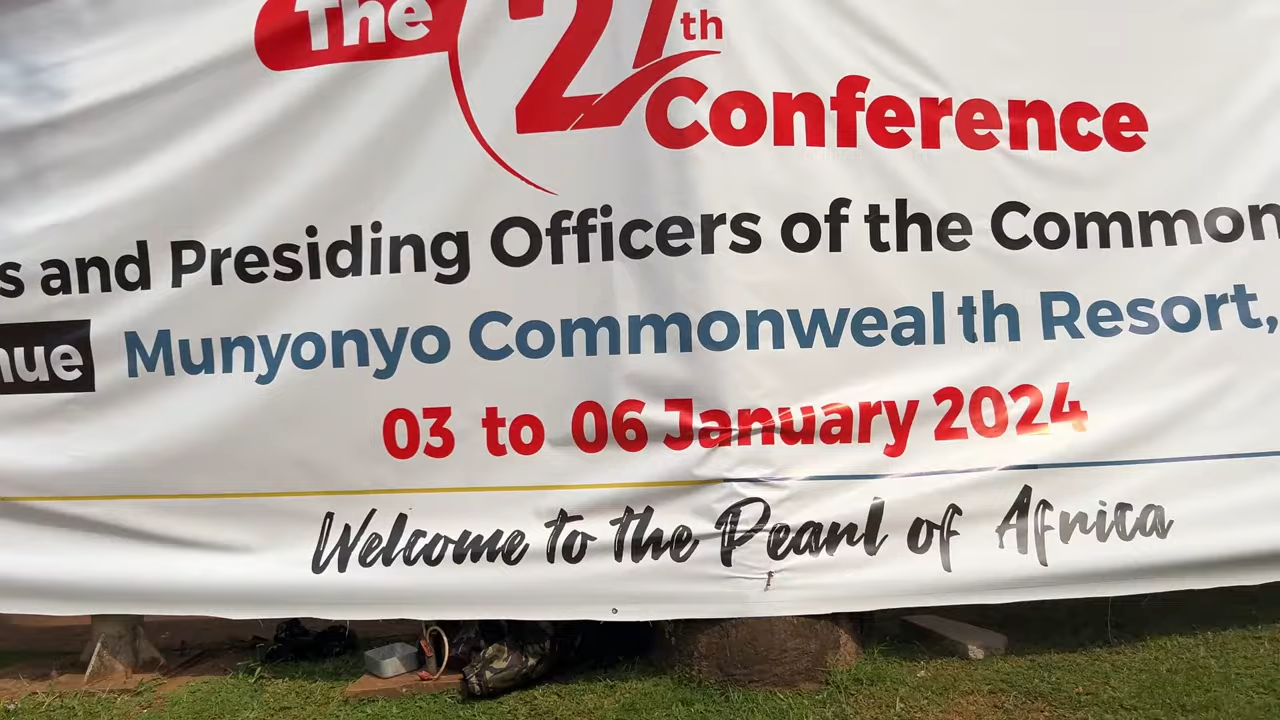 The 27th
Conference
s and Presiding Officers of the Common
nue Munyonyo Commonwealth Resort,
03 to 06 January 2024
Welcome to the Pearl of Africa